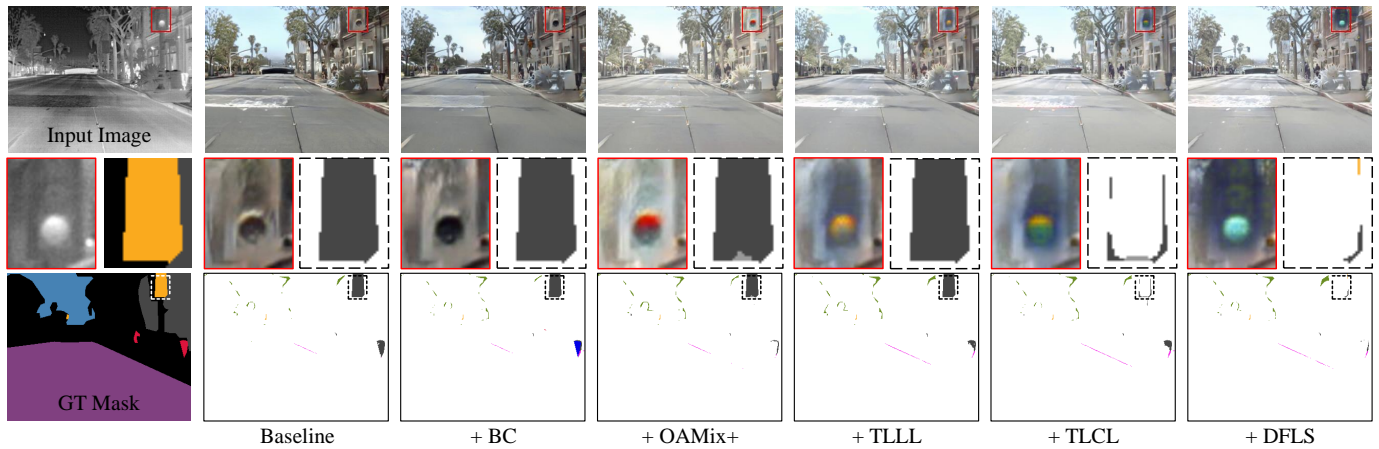 Input Image
GT Mask
Baseline
+ BC
+ OAMix+
+ TLLL
+ TLCL
+ DFLS